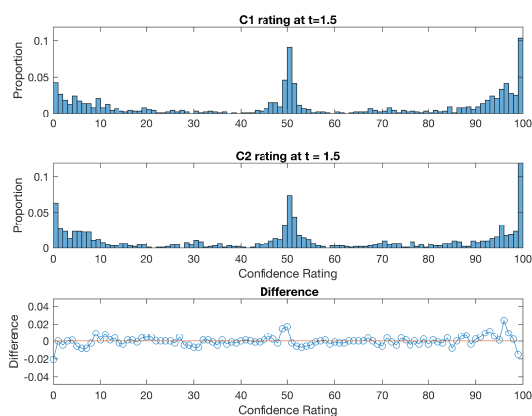 C1 rating at t=1.5
Proportion
0.1
0.05
0
0 10 20 30 40 50 60 70 80 90 100
C2 rating at t = 1.5
Proportion
0.1
0.05
0
0 10 20 30 40 50 60 70 80 90 100
Confidence Rating
Difference
Difference
0.04
0.02
0
-0.02
-0.04
0 10 20 30 40 50 60 70 80 90 100
Confidence Rating